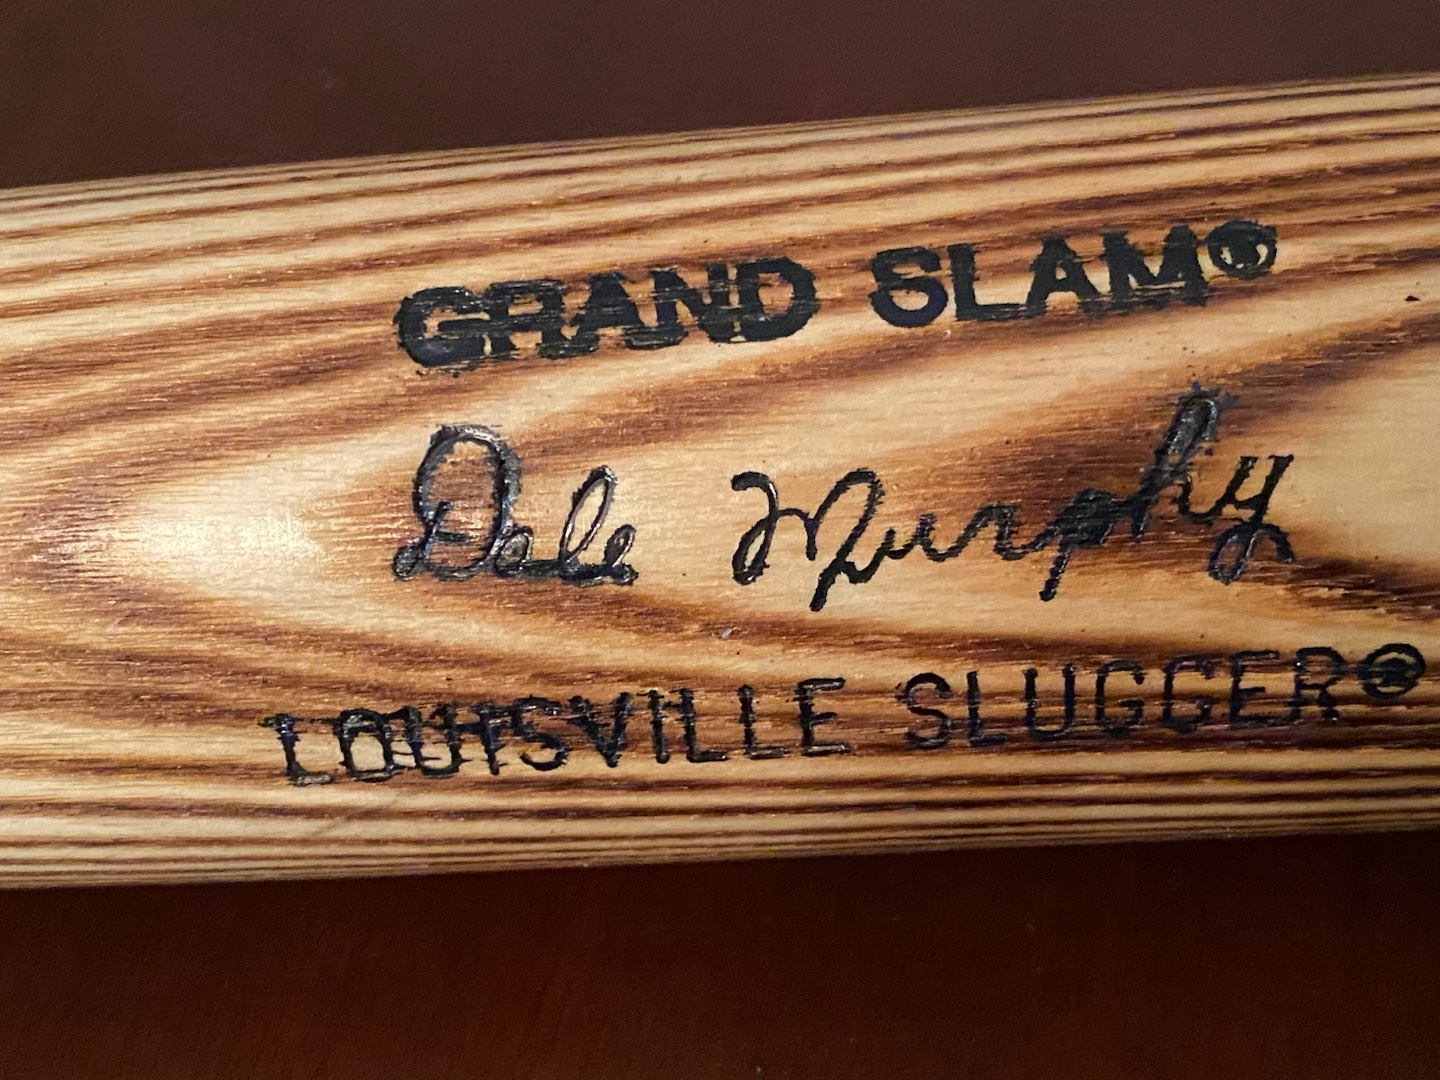 GRAND SLAM®
Dale Murphy
LOUISVILLE SLUGGER®